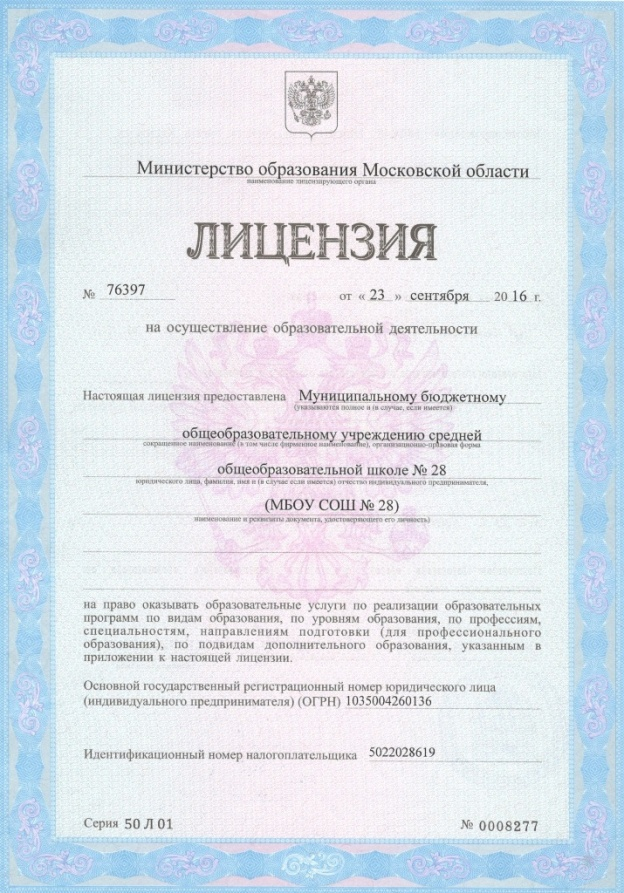 Министерство образования Московской области
наименование лицензирующего органа
ЛИЦЕНЗИЯ
№ 76397 от « 23 » сентября 20 16 г.
на осуществление образовательной деятельности
Настоящая лицензия предоставлена Муниципальному бюджетному
(указываются полное и (в случае, если имеется)
общеобразовательному учреждению средней
сокращенное наименование (в том числе фирменное наименование), организационно-правовая форма
общеобразовательной школе № 28
юридического лица, фамилия, имя и (в случае если имеется) отчество индивидуального предпринимателя,
(МБОУ СОШ № 28)
наименование и реквизиты документа, удостоверяющего его личность)
на право оказывать образовательные услуги по реализации образовательных
программ по видам образования, по уровням образования, по профессиям,
специальностям, направлениям подготовки (для профессионального
образования), по подвидам дополнительного образования, указанным в
приложении к настоящей лицензии.
Основной государственный регистрационный номер юридического лица
(индивидуального предпринимателя) (ОГРН) 1035004260136
Идентификационный номер налогоплательщика 5022028619
Серия 50 Л 01 № 0008277